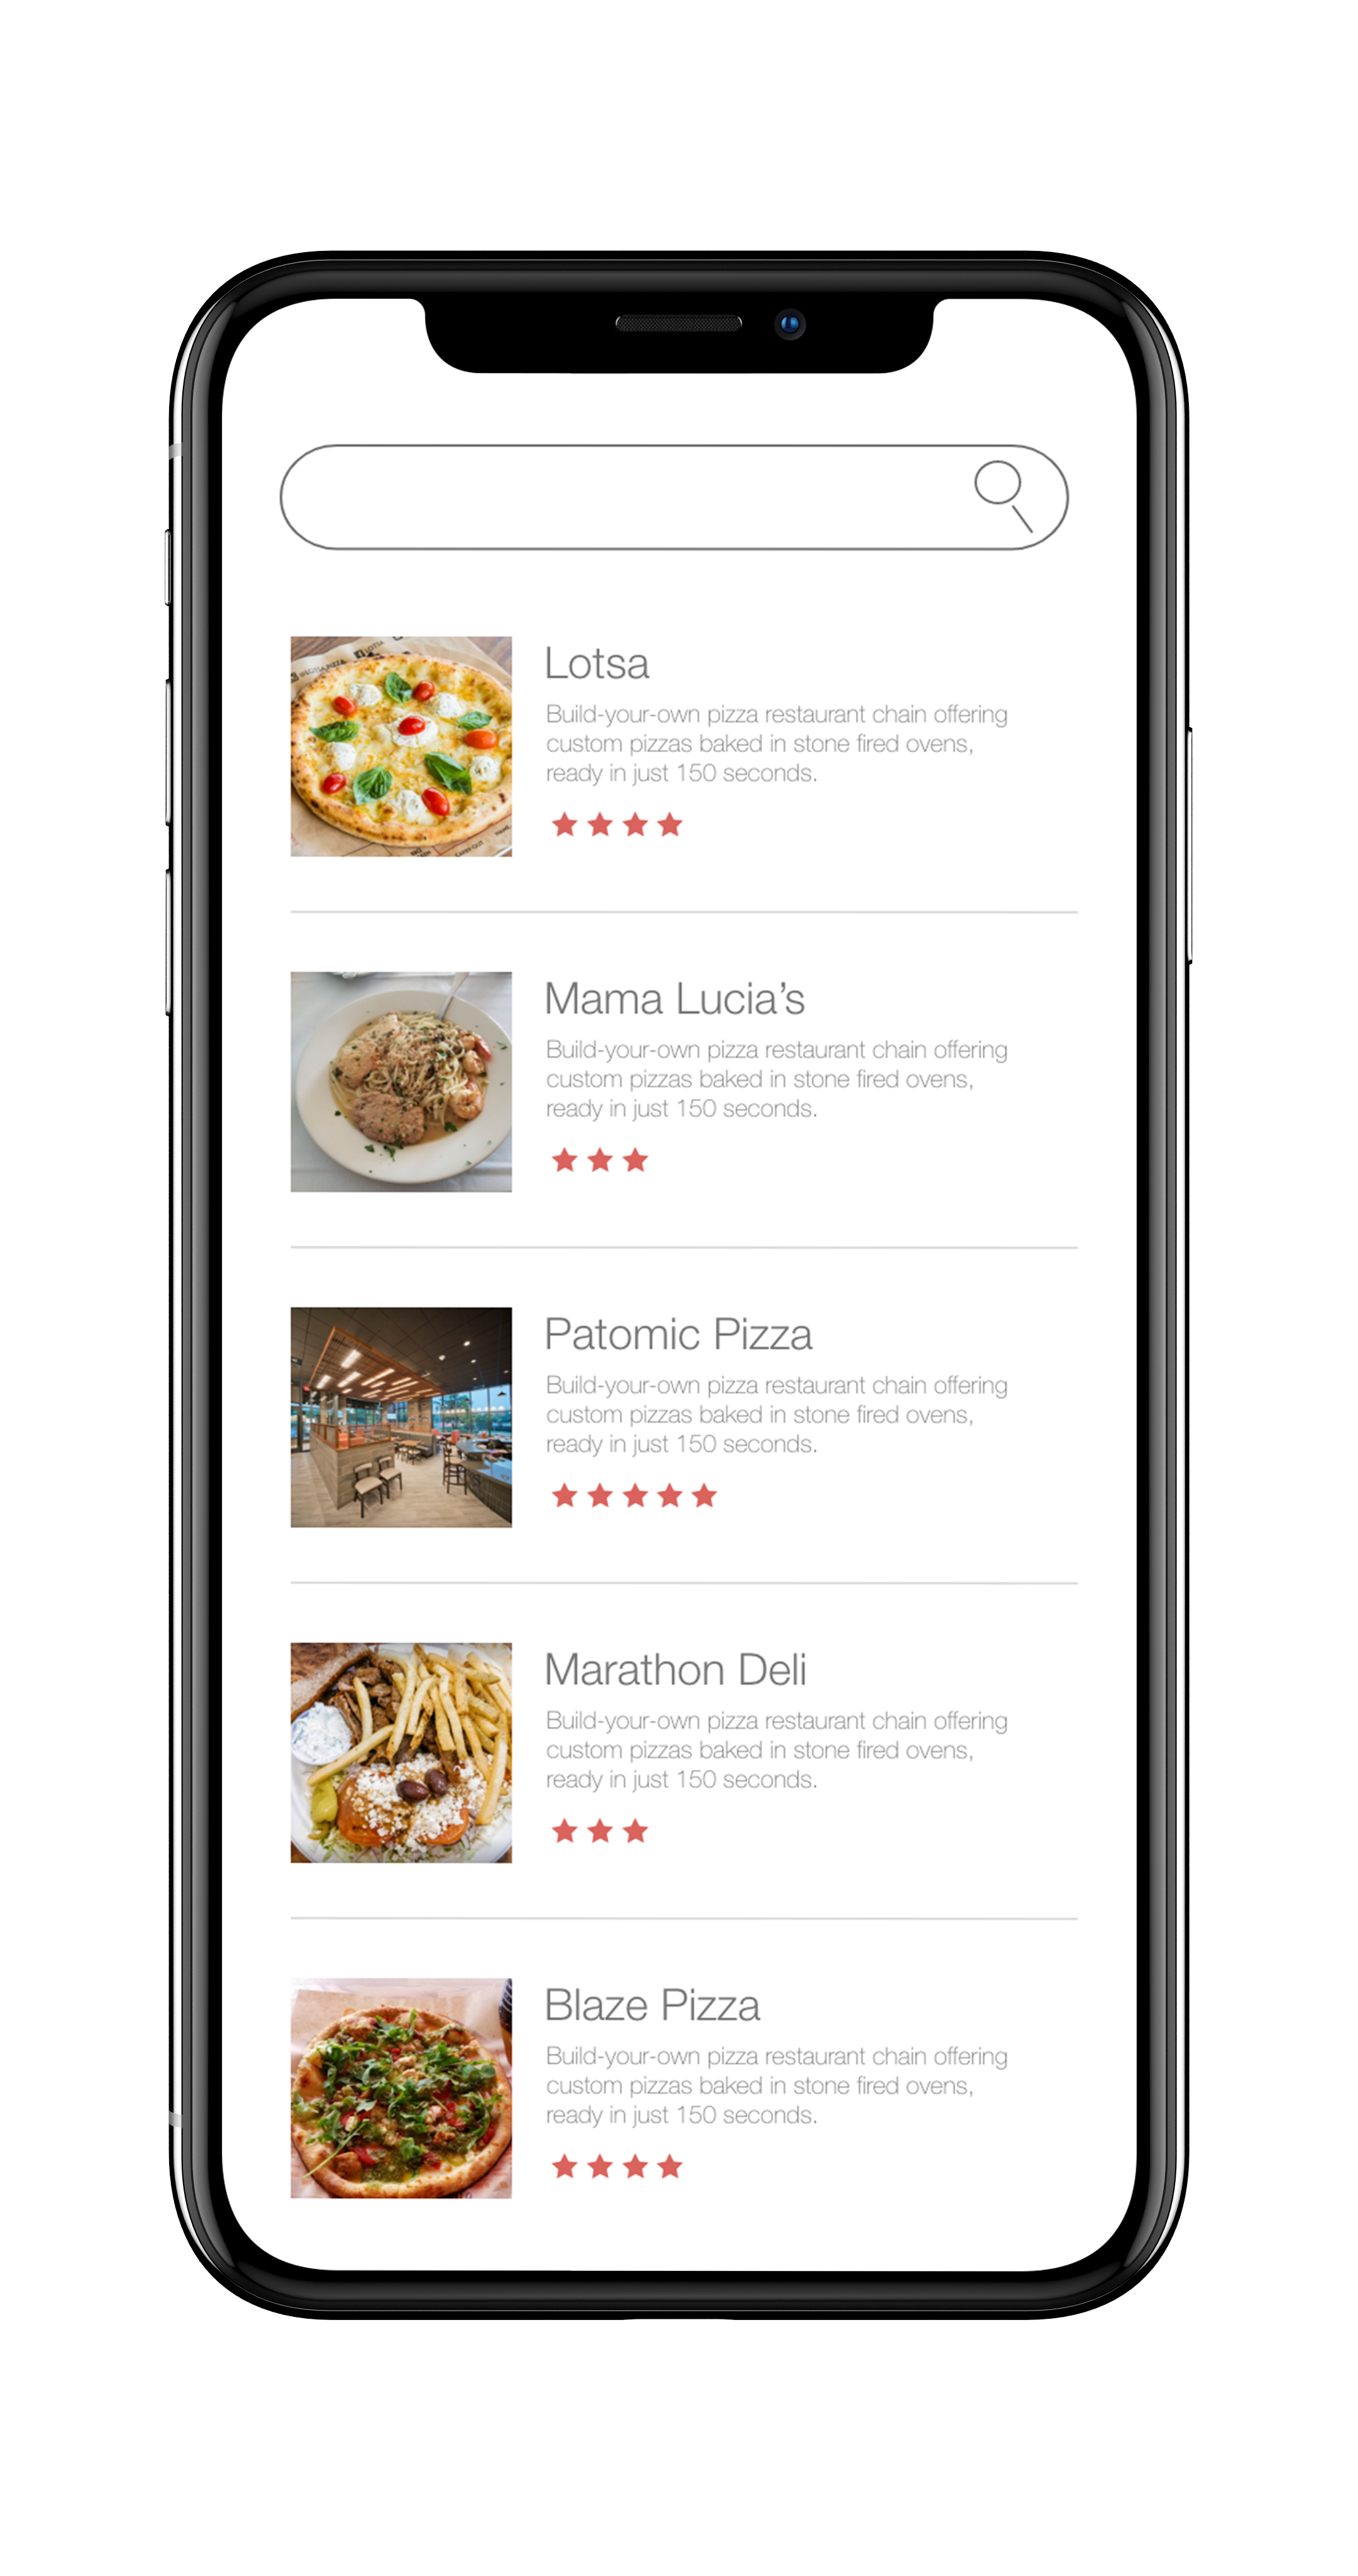 Lotsa
Build-your-own pizza restaurant chain offering
custom pizzas baked in stone fired ovens,
ready in just 150 seconds.
Mama Lucia’s
Build-your-own pizza restaurant chain offering
custom pizzas baked in stone fired ovens,
ready in just 150 seconds.
Patomic Pizza
Build-your-own pizza restaurant chain offering
custom pizzas baked in stone fired ovens,
ready in just 150 seconds.
Marathon Deli
Build-your-own pizza restaurant chain offering
custom pizzas baked in stone fired ovens,
ready in just 150 seconds.
Blaze Pizza
Build-your-own pizza restaurant chain offering
custom pizzas baked in stone fired ovens,
ready in just 150 seconds.